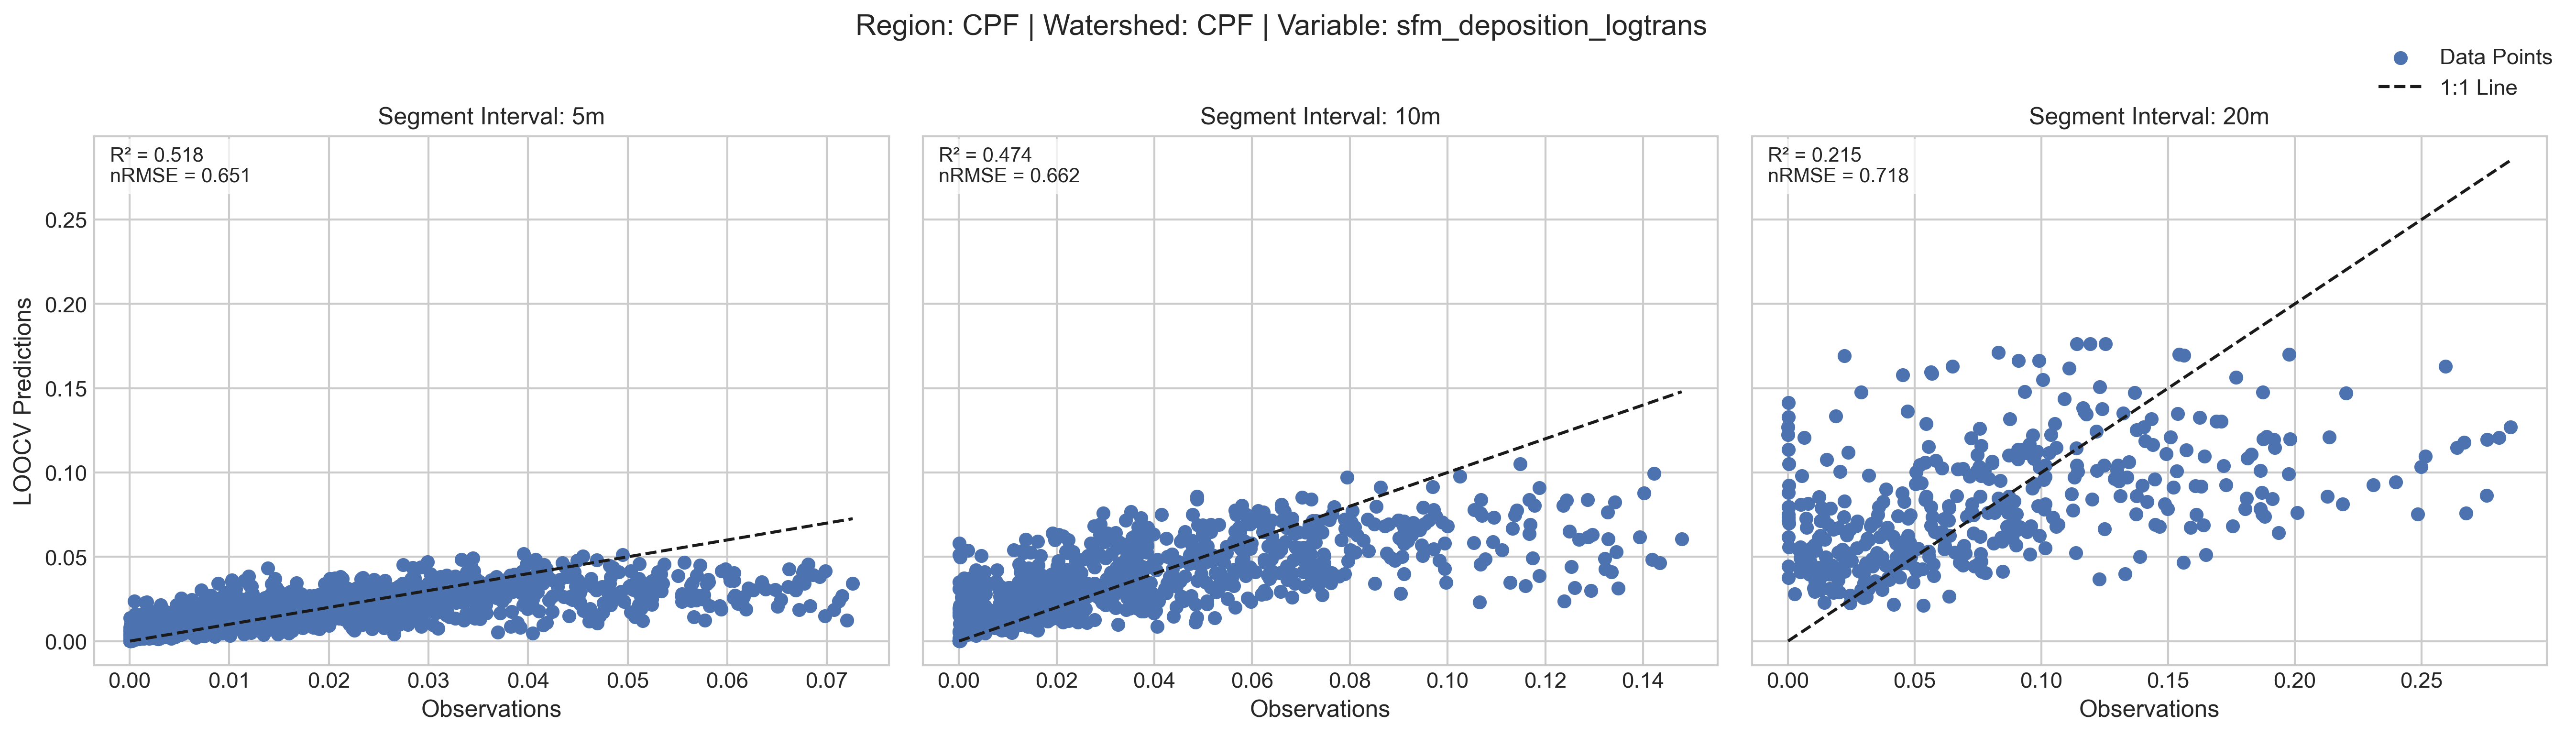 Region: CPF | Watershed: CPF | Variable: sfm_deposition_logtrans
Data Points
1:1 Line
Segment Interval: 5m
R² = 0.518
nRMSE = 0.651
LOOCV Predictions
0.25
0.20
0.15
0.10
0.05
0.00
0.00 0.01 0.02 0.03 0.04 0.05 0.06 0.07
Observations
Segment Interval: 10m
R² = 0.474
nRMSE = 0.662
0.00 0.02 0.04 0.06 0.08 0.10 0.12 0.14
Observations
Segment Interval: 20m
R² = 0.215
nRMSE = 0.718
0.00 0.05 0.10 0.15 0.20 0.25
Observations